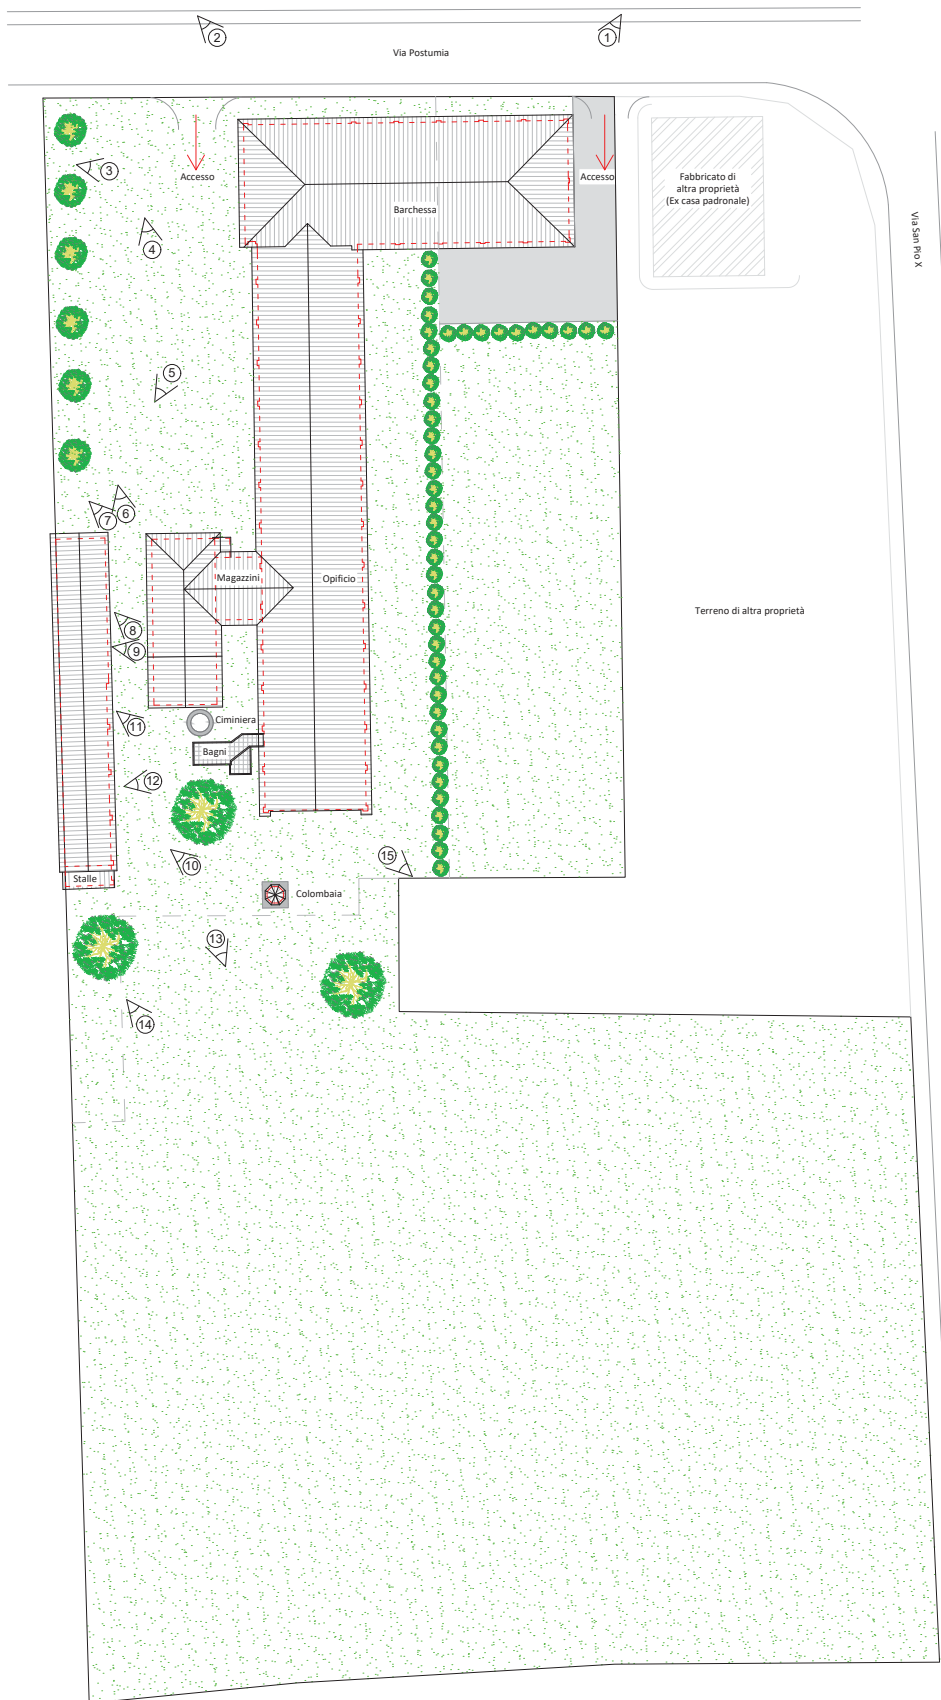 2
1
Via Postumia
3
Accesso
Accesso
Fabbricato di
altra proprietà
(Ex casa padronale)
Barchessa
4
Via San Pio X
5
6
7
Magazzini
Opificio
Terreno di altra proprietà
8
9
11
Ciminiera
Bagni
12
10
15
Stalle
Colombaia
13
14